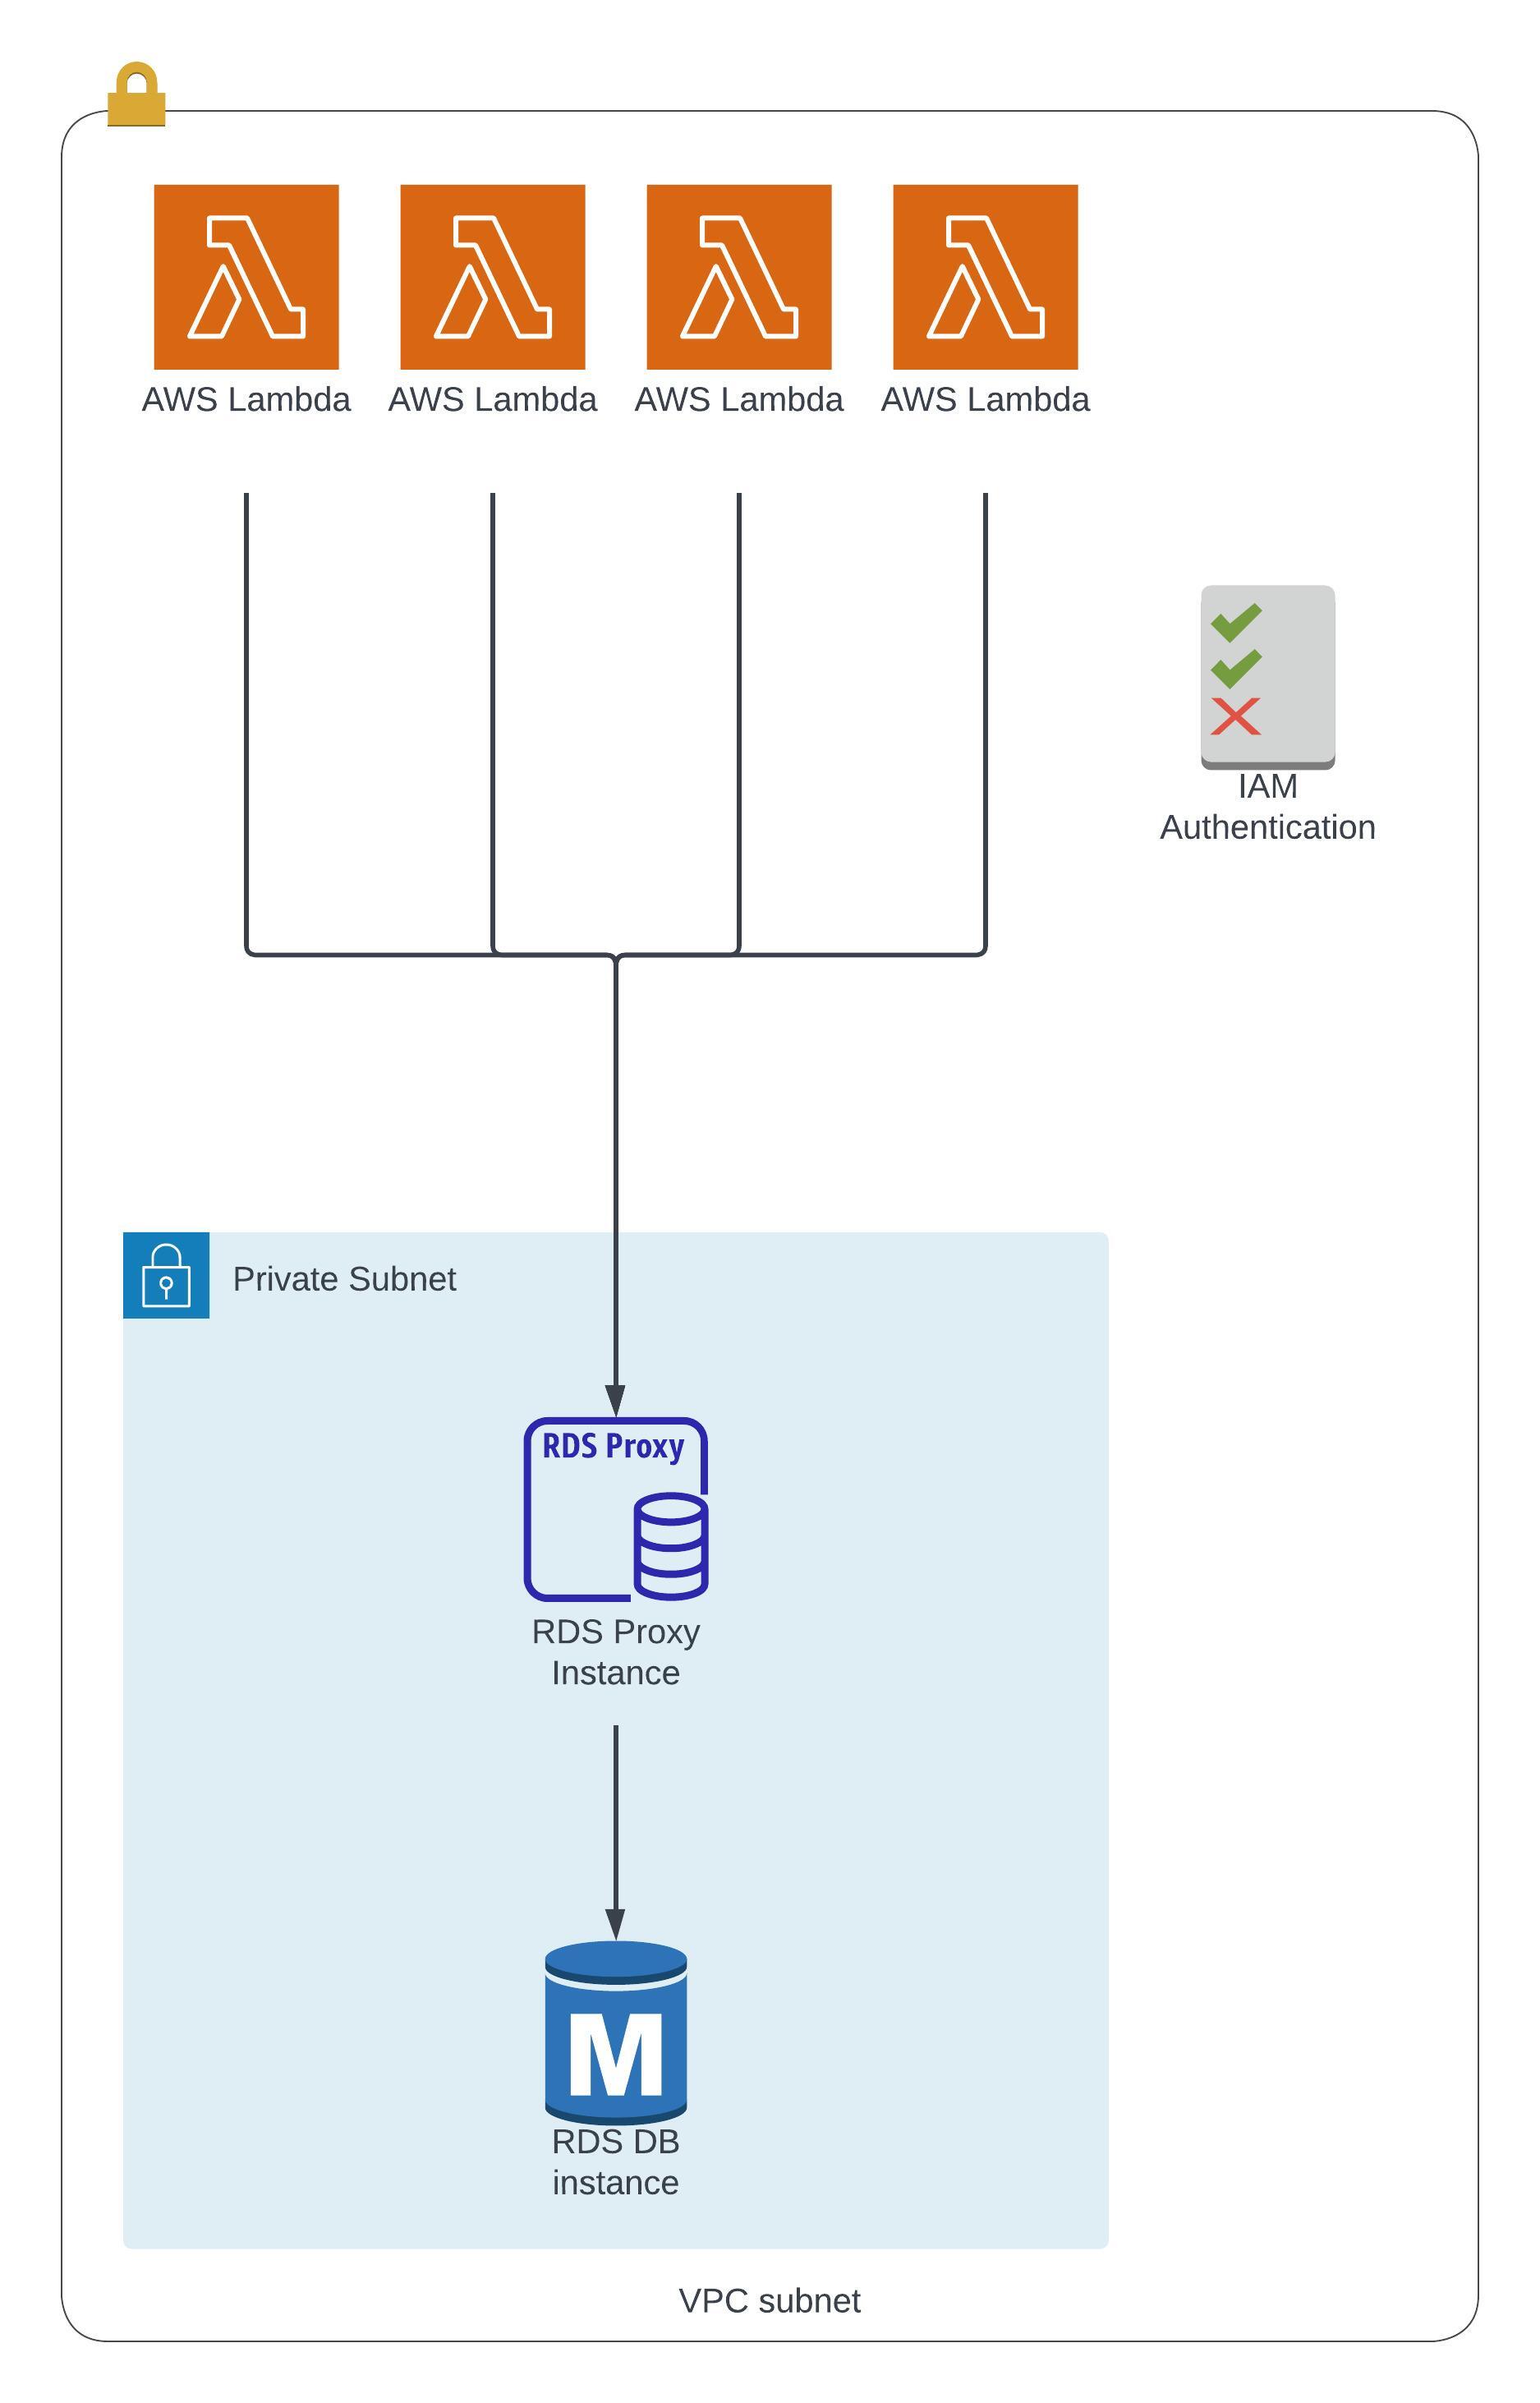 AWS Lambda
AWS Lambda
AWS Lambda
AWS Lambda
IAM
Authentication
Private Subnet
RDS Proxy
RDS Proxy
Instance
M
RDS DB
instance
VPC subnet